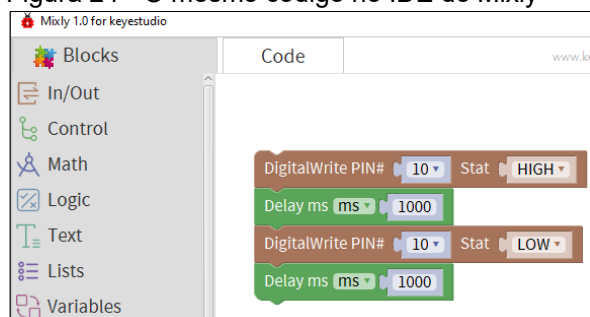 Figura 24 - O mesmo código no IDE do Mixly
Mixly 1.0 for keyestudio
Blocks
Code
www.ke
In/Out
Control
Math
Logic
Text
Lists
Variables
DigitalWrite PIN# 10 Stat HIGH
Delay ms ms 1000
DigitalWrite PIN# 10 Stat LOW
Delay ms ms 1000